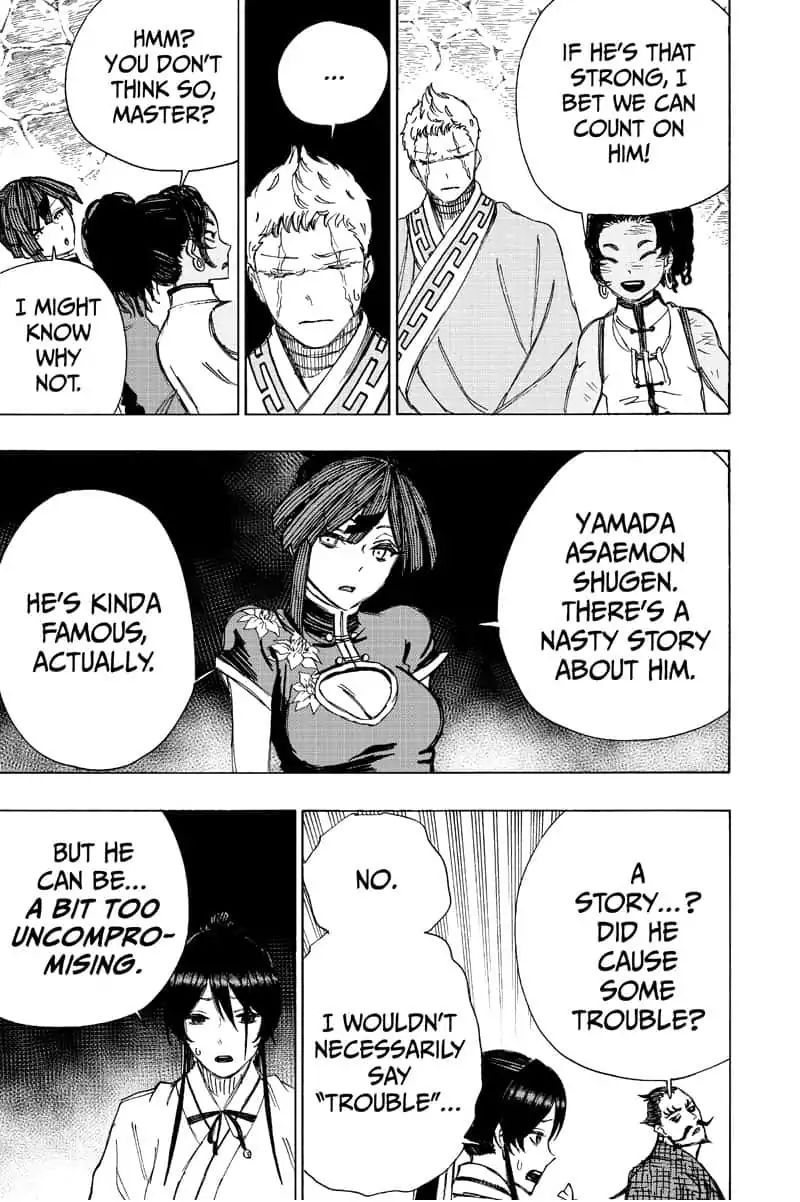 IF HE'S THAT
STRONG, I
BET WE CAN
COUNT ON
HIM!
...
HMM?
YOU DON'T
THINK SO,
MASTER?
I MIGHT
KNOW
WHY
NOT.
YAMADA
ASAEMON
SHUGEN.
THERE'S A
NASTY STORY
ABOUT HIM.
HE'S KINDA
FAMOUS,
ACTUALLY.
A
STORY...?
DID HE
CAUSE
SOME
TROUBLE?
NO.
I WOULDN'T
NECESSARILY
SAY
"TROUBLE"...
BUT HE
CAN BE...
A BIT TOO
UNCOMPRO-
MISING.